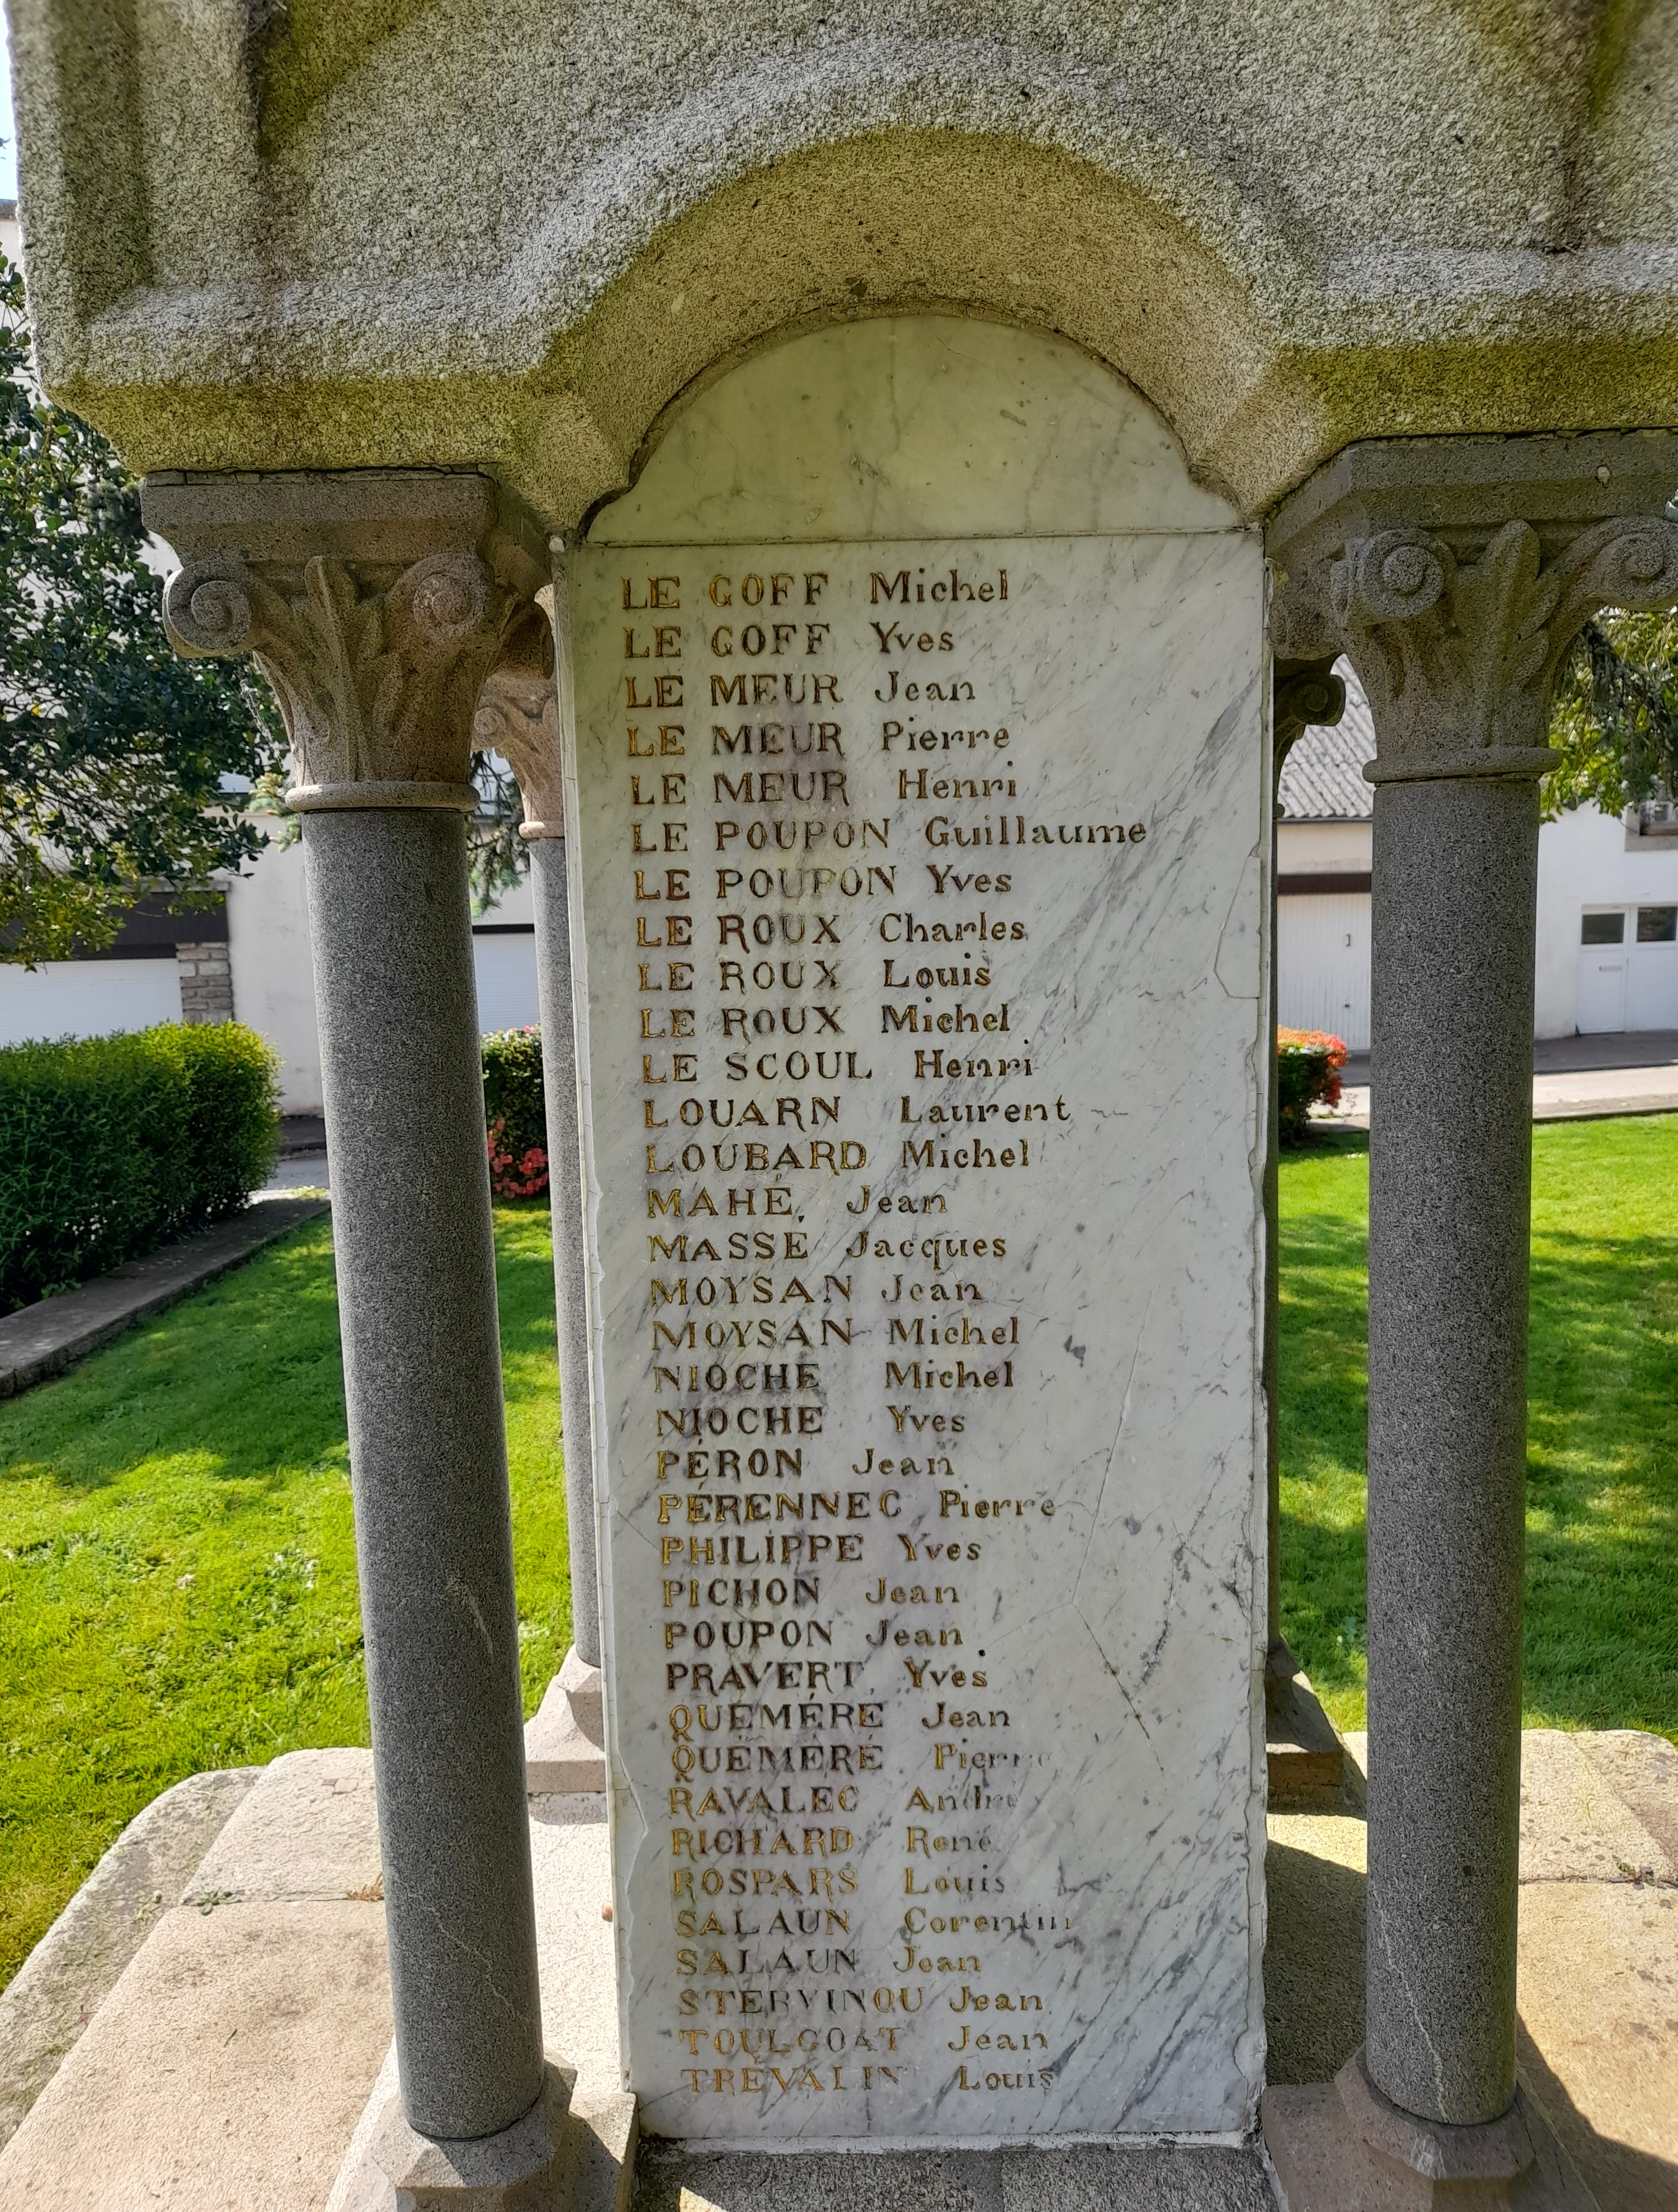 LE GOFF Michel
LE GOFF Yves
LE MEUR Jean
LE MEUR Pierre
LE MEUR Henri
LE POUPON Guillaume
LE POUPON Yves
LE ROUX Charles
LE ROUX Louis
LE ROUX Michel
LE SCOUL Henri
LOUARN Laurent
LOUBARD Michel
MAHÉ Jean
MASSÉ Jacques
MOYSAN Jean
MOYSAN Michel
NIOCHE Michel
NIOCHE Yves
PÉRON Jean
PÉRENNEC Pierre
PHILIPPE Yves
PICHON Jean
POUPON Jean
PRAVERT Yves
QUÉMÉRÉ Jean
QUÉMÉRÉ Pierre
RAVALEC André
RICHARD René
ROSPARS Louis
SALAUN Corentin
SALAUN Jean
STERVINOU Jean
TOULGOAT Jean
TREVALIN Louis